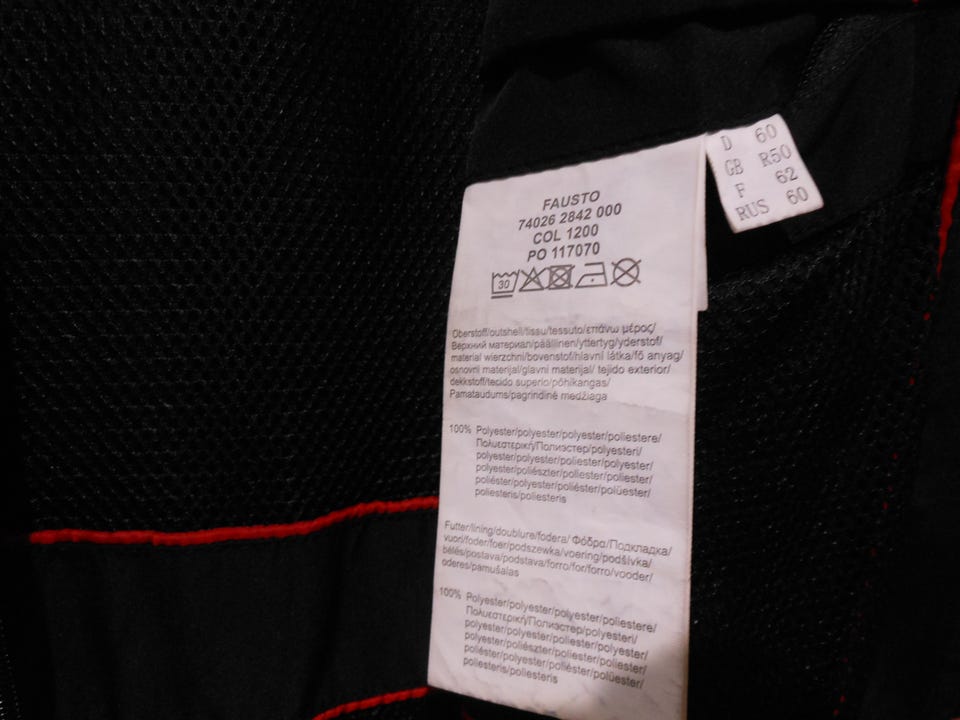 FAUSTO
74026 2842 000
COL 1200
PO 117070
30
Oberstoff/outshell/tissu/tessuto/επάνω μέρος/
Верхний материал/päällinen/yttertyg/yderstof/
material wierzchni/bovenstof/hlavní látka/fő anyag/
osnovni materijal/glavni materijal/ tejido exterior/
dekkstoff/tecido superio/põhikangas/
Pamataudums/pagrindinė medžiaga
100% Polyester/polyester/polyester/poliestere/
Πολυεστερική/Полиэстер/polyesteri/
polyester/polyester/poliester/polyester/
polyester/poliészter/poliester/poliester/
poliéster/polyester/poliéster/polüester/
poliesteris/poliesteris
Futter/lining/doublure/fodera/ Φόδρα/Подкладка/
vuori/foder/foer/podszewka/voering/podšívka/
bélés/postava/podstava/forro/for/forro/vooder/
oderes/pamušalas
100% Polyester/polyester/polyester/poliestere/
Πολυεστερική/Полиэстер/polyesteri/
polyester/polyester/poliester/polyester/
polyester/poliészter/poliester/poliester/
poliéster/polyester/poliéster/polüester/
poliesteris/poliesteris
D 60
GB R50
F 62
RUS 60